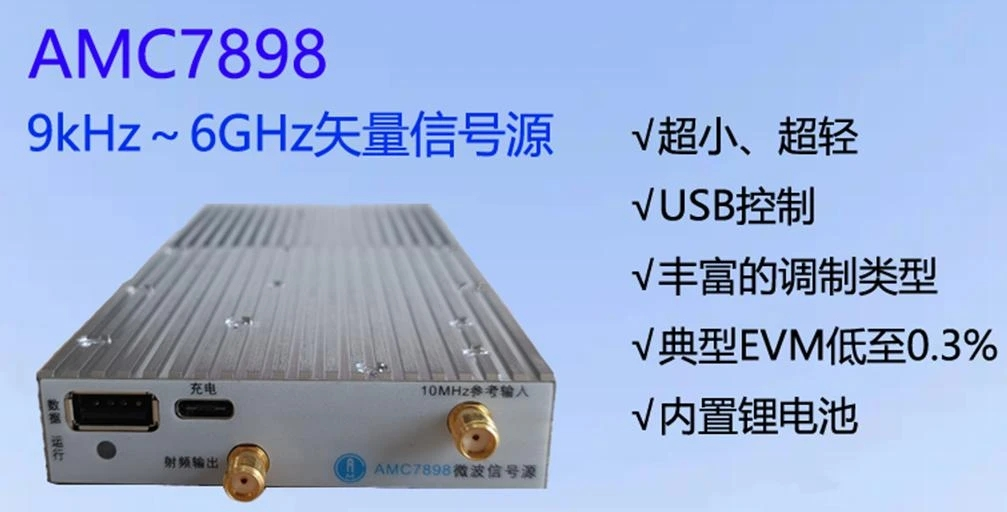 AMC7898
9kHz～6GHz矢量信号源
√超小、超轻
√USB控制
√丰富的调制类型
√典型EVM低至0.3%
√内置锂电池
充电
10MHz参考输入
数据
运行
射频输出
AMC7898微波信号源